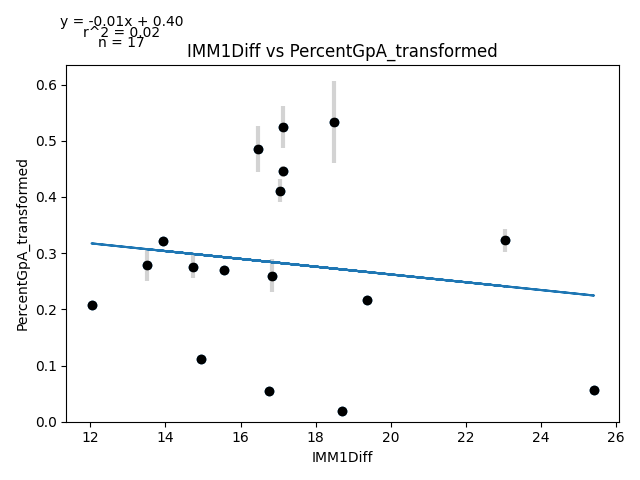 y = -0.01x + 0.40
r^2 = 0.02
n = 17
IMM1Diff vs PercentGpA_transformed
0.6
0.5
0.4
0.3
0.2
0.1
0.0
PercentGpA_transformed
12 14 16 18 20 22 24 26
IMM1Diff